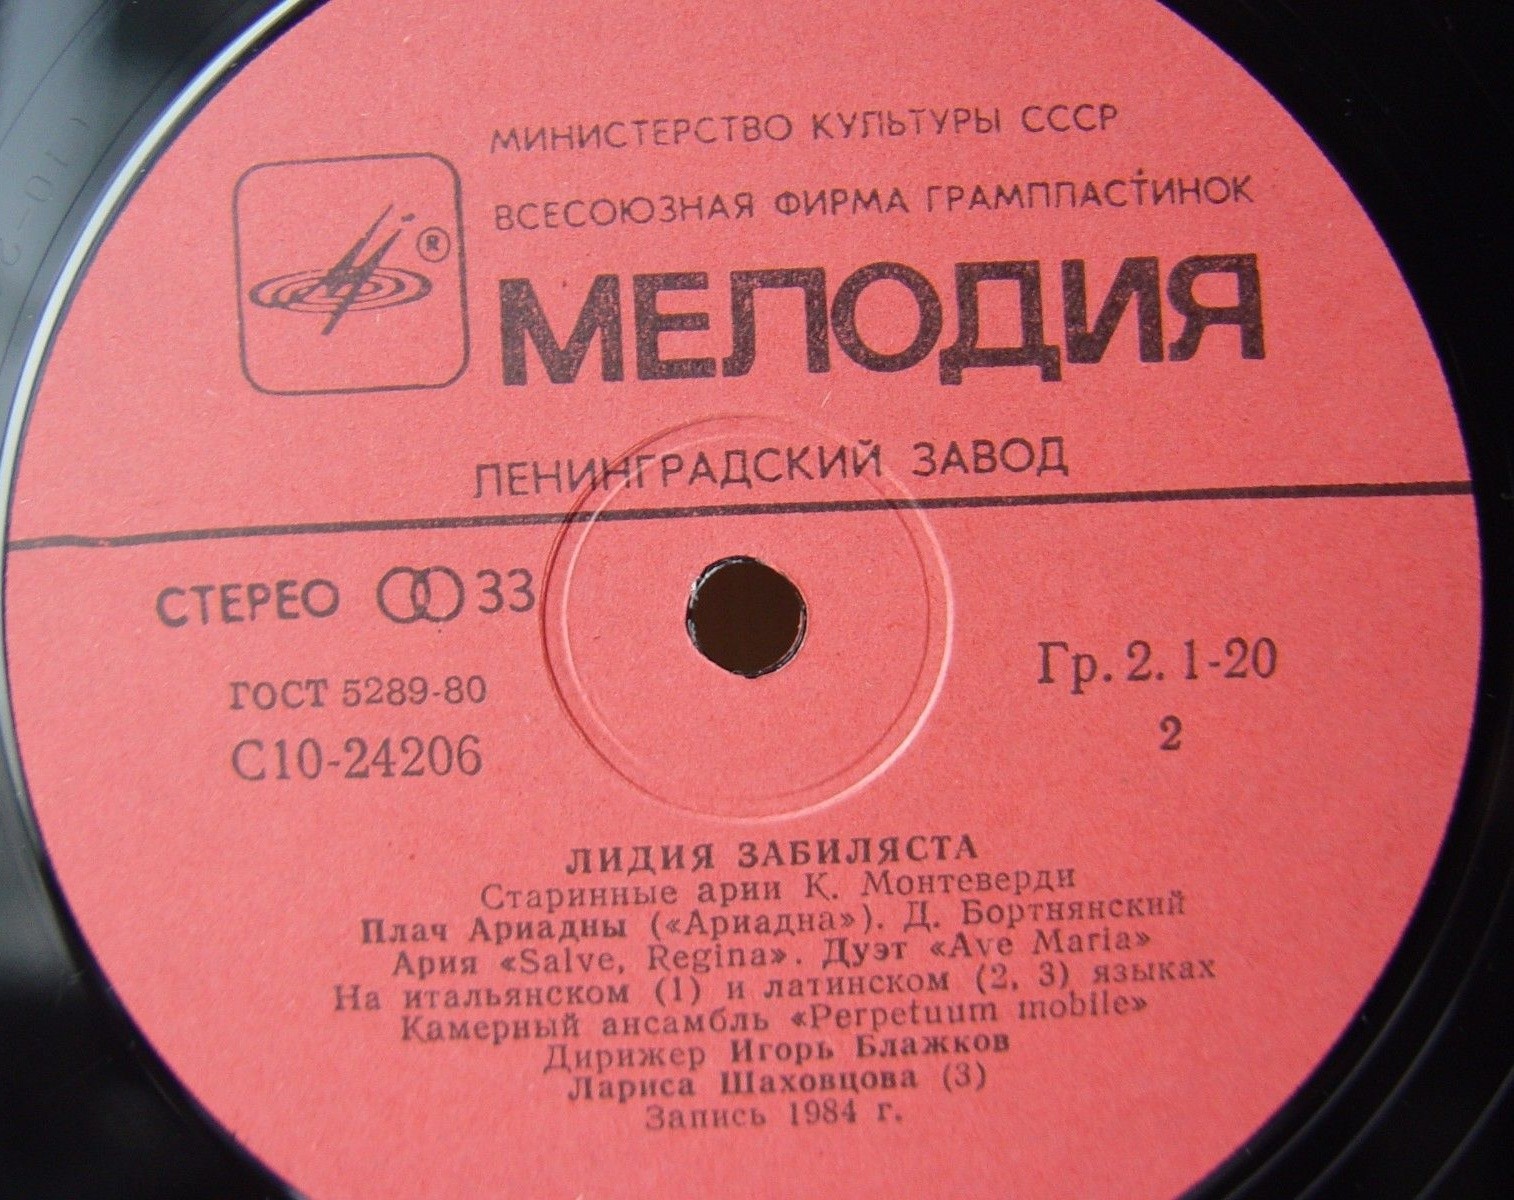 МИНИСТЕРСТВО КУЛЬТУРЫ СССР
ВСЕСОЮЗНАЯ ФИРМА ГРАМПЛАСТИНОК
®
МЕЛОДИЯ
ЛЕНИНГРАДСКИЙ ЗАВОД
СТЕРЕО 33
ГОСТ 5289-80
С10-24206
Гр. 2. 1-20
2
ЛИДИЯ ЗАБИЛЯСТА
Старинные арии К. Монтеверди
Плач Ариадны («Ариадна»). Д. Бортнянский
Ария «Salve, Regina». Дуэт «Ave Maria»
На итальянском (1) и латинском (2, 3) языках
Камерный ансамбль «Perpetuum mobile»
Дирижер Игорь Блажков
Лариса Шаховцова (3)
Запись 1984 г.